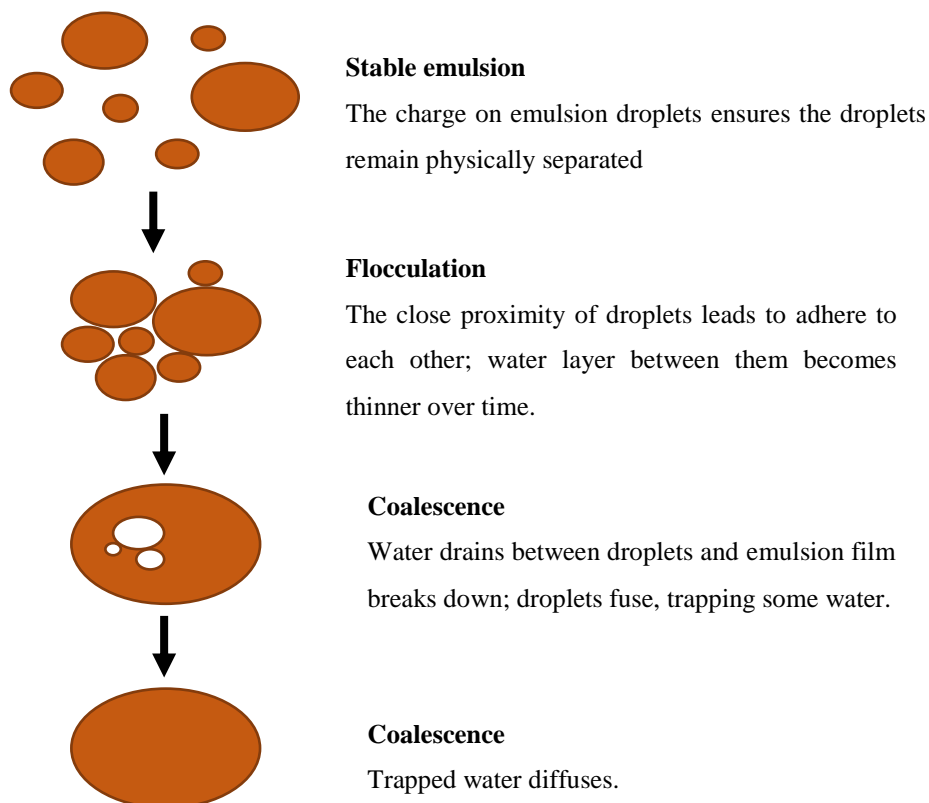 Stable emulsion
The charge on emulsion droplets ensures the droplets
remain physically separated
Flocculation
The close proximity of droplets leads to adhere to
each other; water layer between them becomes
thinner over time.
Coalescence
Water drains between droplets and emulsion film
breaks down; droplets fuse, trapping some water.
Coalescence
Trapped water diffuses.